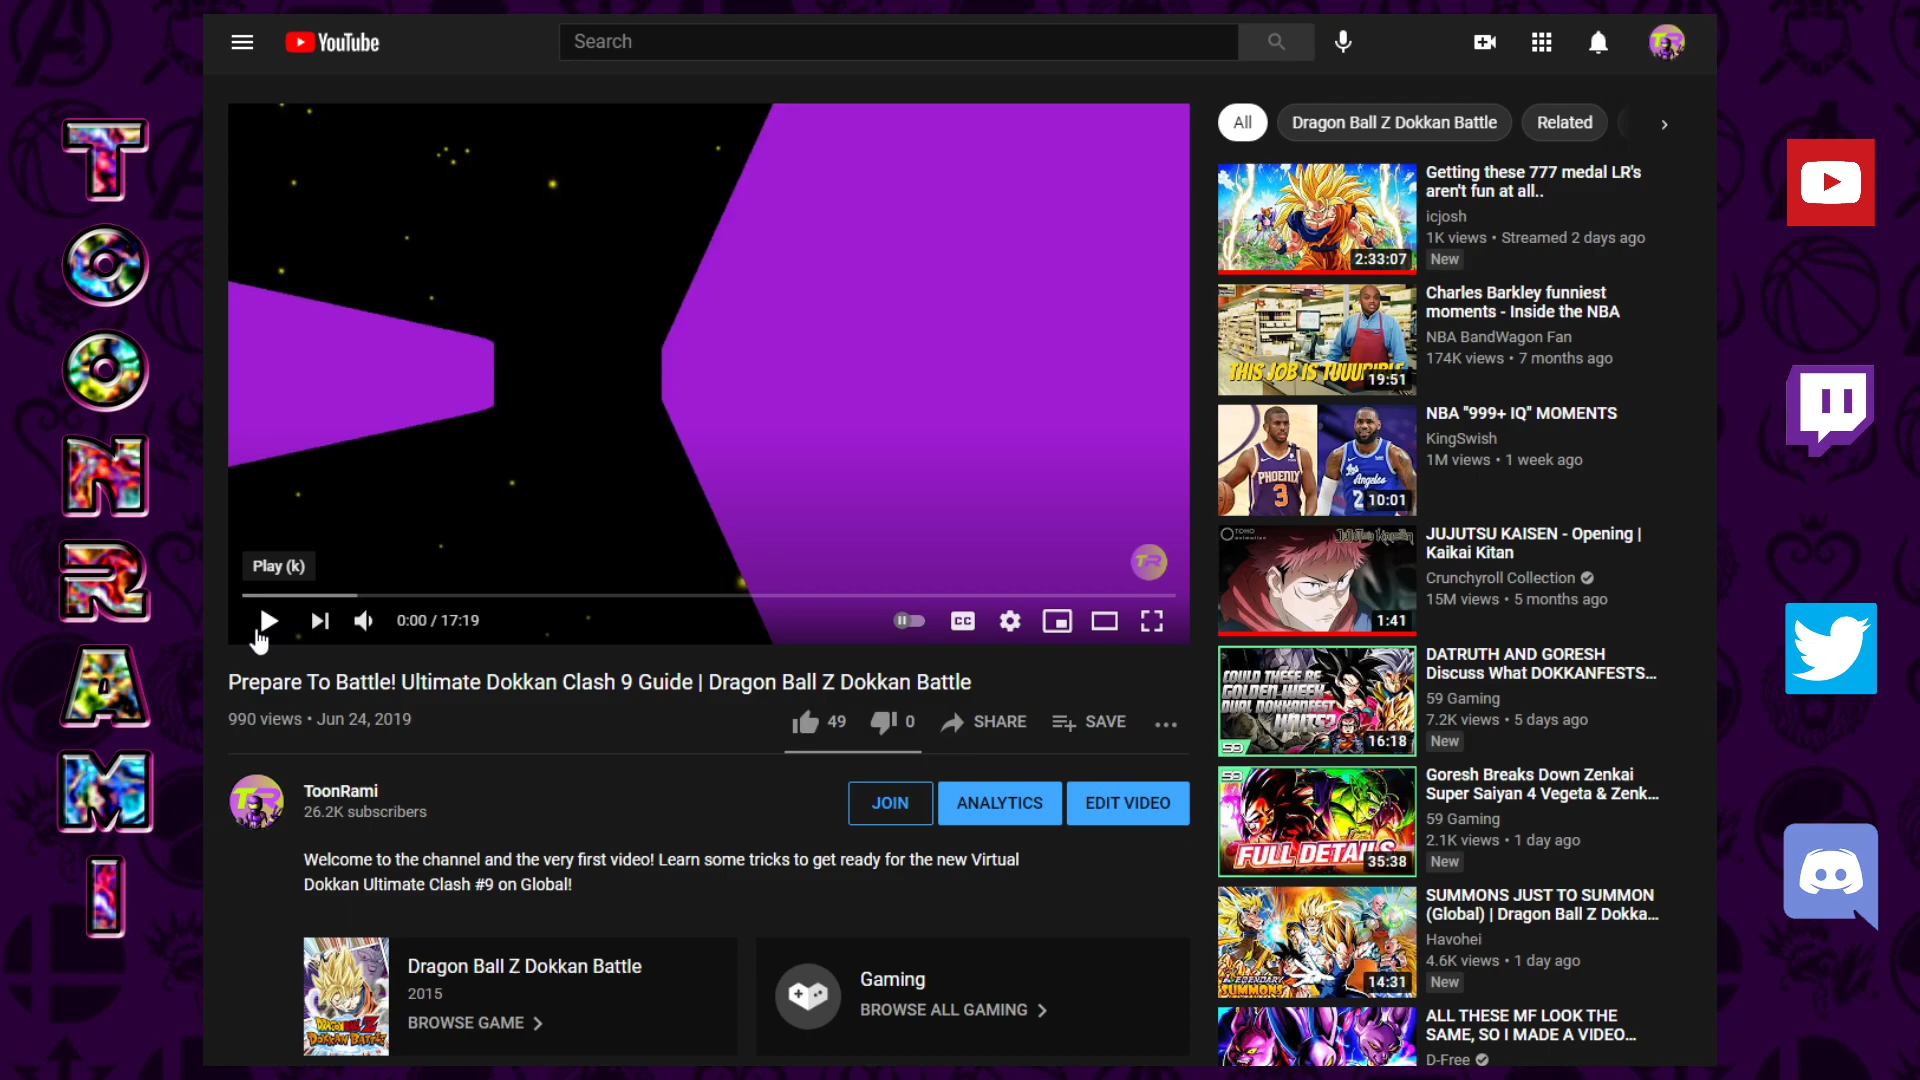 TOONRAMI
YouTube
Search
Play (k)
0:00 / 17:19
CC
Prepare To Battle! Ultimate Dokkan Clash 9 Guide | Dragon Ball Z Dokkan Battle
990 views • Jun 24, 2019
49
0
SHARE
SAVE
ToonRami
26.2K subscribers
JOIN
ANALYTICS
EDIT VIDEO
Welcome to the channel and the very first video! Learn some tricks to get ready for the new Virtual
Dokkan Ultimate Clash #9 on Global!
Dragon Ball Z Dokkan Battle
2015
BROWSE GAME
Gaming
BROWSE ALL GAMING
All
Dragon Ball Z Dokkan Battle
Related
2:33:07
Getting these 777 medal LR's
aren't fun at all..
icjosh
1K views • Streamed 2 days ago
New
19:51
Charles Barkley funniest
moments - Inside the NBA
NBA BandWagon Fan
174K views • 7 months ago
PHOENIX
3
10:01
NBA "999+ IQ" MOMENTS
KingSwish
1M views • 1 week ago
1:41
JUJUTSU KAISEN - Opening |
Kaikai Kitan
Crunchyroll Collection
15M views • 5 months ago
COULD THESE BE
GOLDEN WEEK
DUAL DOKKANFEST
UNITS?
16:18
DATRUTH AND GORESH
Discuss What DOKKANFESTS...
59 Gaming
7.2K views • 5 days ago
New
FULL DETAILS
35:38
Goresh Breaks Down Zenkai
Super Saiyan 4 Vegeta & Zenk...
59 Gaming
2.1K views • 1 day ago
New
LEGENDARY
SUMMONS
14:31
SUMMONS JUST TO SUMMON
(Global) | Dragon Ball Z Dokka...
Havohei
4.6K views • 1 day ago
New
ALL THESE MF LOOK THE
SAME, SO I MADE A VIDEO...
D-Free